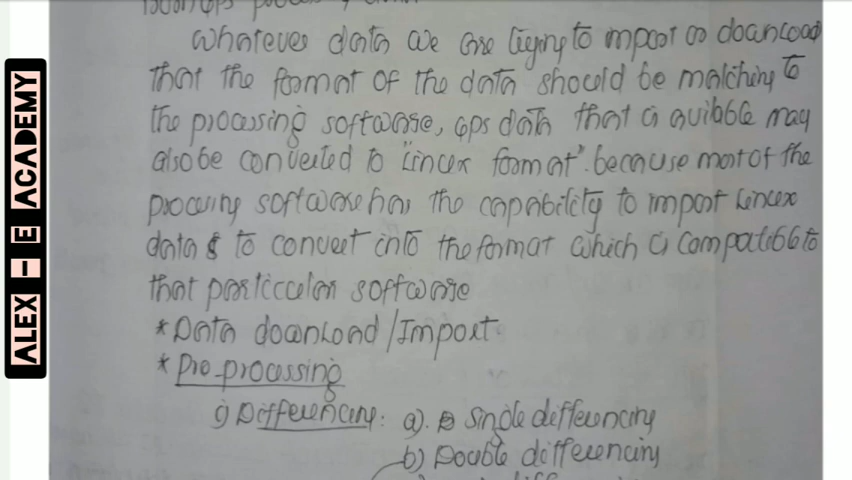 Whatever data we are trying to import or download
that the format of the data should be matching to
the processing software, Gps data that is availble may
also be converted to "Linex format". because most of the
processing software has the capability to import Linex
data & to convert into the format which is compatible to
that particular software
*Data download/Import
*Pre-processing
i) Differencing: a). Single differencing
b) Double differencing
ALEX - E ACADEMY